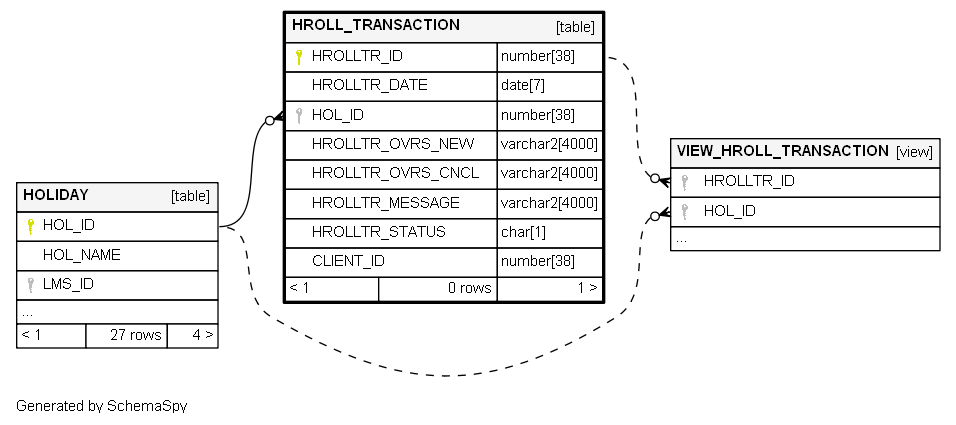 HROLL_TRANSACTION [table]
HROLLTR_ID number[38]
HROLLTR_DATE date[7]
HOL_ID number[38]
HROLLTR_OVRS_NEW varchar2[4000]
HROLLTR_OVRS_CNCL varchar2[4000]
HROLLTR_MESSAGE varchar2[4000]
HROLLTR_STATUS char[1]
CLIENT_ID number[38]
< 1 0 rows 1 >
HOLIDAY [table]
HOL_ID
HOL_NAME
LMS_ID
...
< 1 27 rows 4 >
VIEW_HROLL_TRANSACTION [view]
HROLLTR_ID
HOL_ID
...
Generated by SchemaSpy